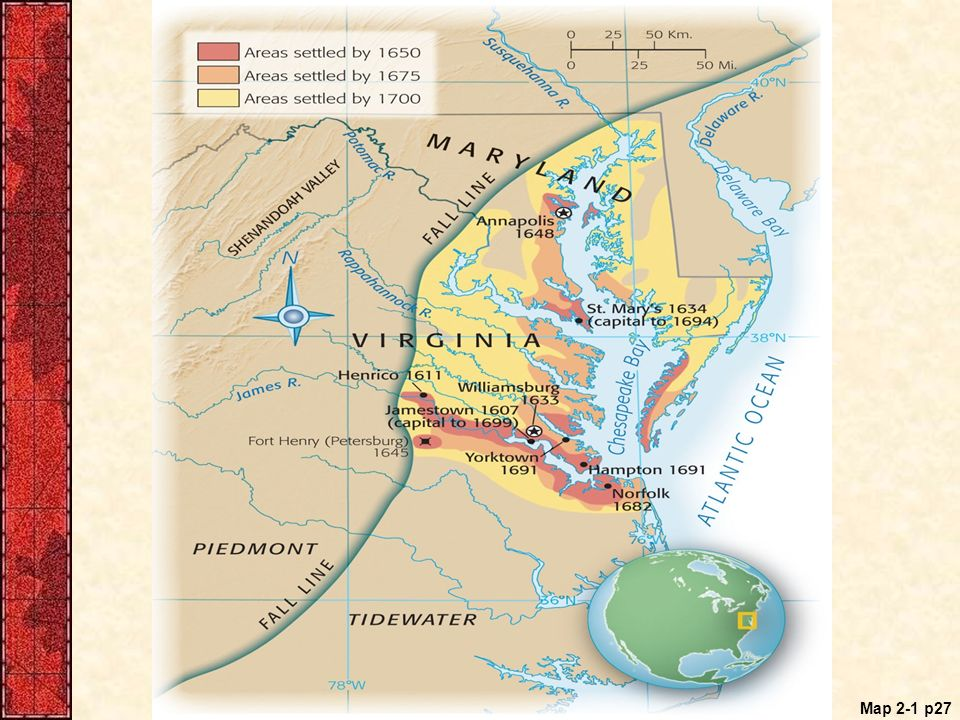 Areas settled by 1650
Areas settled by 1675
Areas settled by 1700
0 25 50 Km.
0 25 50 Mi.
Susquehanna R.
40°N
Delaware R.
Delaware Bay
Potomac R.
SHENANDOAH VALLEY
MARYLAND
FALL LINE
Annapolis
1648
N
Rappahannock R.
St. Mary's 1634
(capital to 1694)
38°N
VIRGINIA
Chesapeake Bay
ATLANTIC OCEAN
James R.
Henrico 1611
Williamsburg
1633
Jamestown 1607
(capital to 1699)
Fort Henry (Petersburg)
1645
Yorktown
1691
Hampton 1691
Norfolk
1682
76°W
PIEDMONT
FALL LINE
TIDEWATER
36°N
78°W
Map 2-1 p27